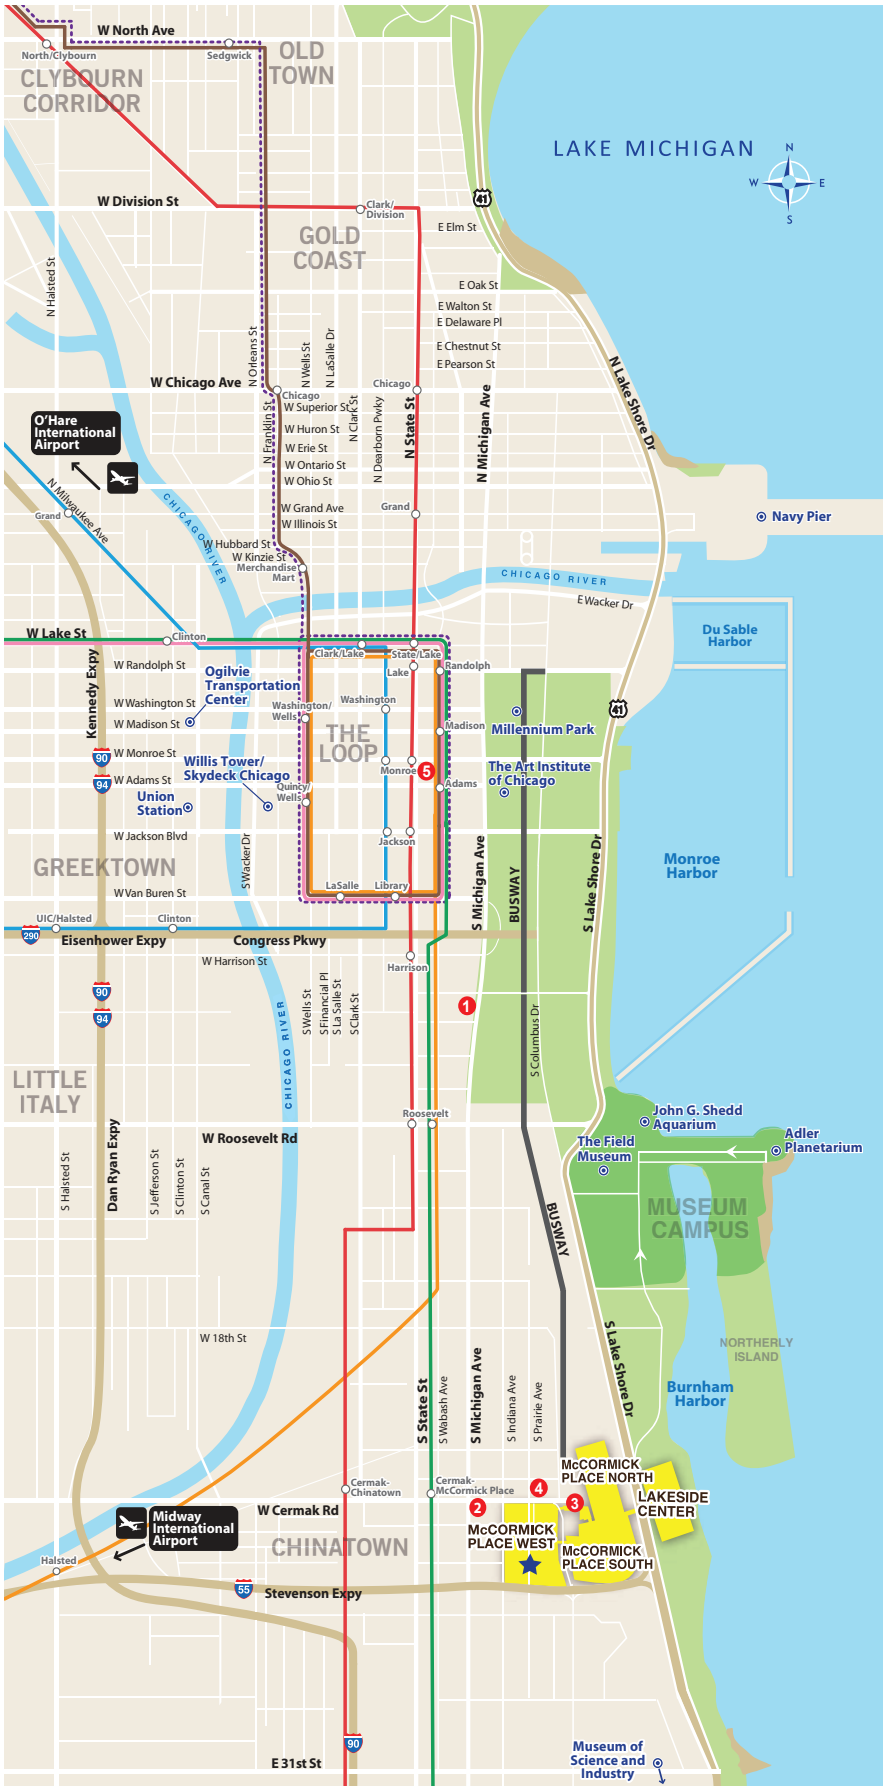 W North Ave
North/Clybourn
Sedgwick
OLD
TOWN
CLYBOURN
CORRIDOR
LAKE MICHIGAN
N
W
E
S
41
W Division St
Clark/
Division
E Elm St
GOLD
COAST
N Halsted St
E Oak St
E Walton St
E Delaware Pl
E Chestnut St
E Pearson St
N Orleans St
N Wells St
N LaSalle Dr
W Chicago Ave
Chicago
Chicago
N Lake Shore Dr
W Superior St
W Huron St
W Erie St
W Ontario St
W Ohio St
W Grand Ave
W Illinois St
N Franklin St
N Clark St
N Dearborn Pwky
N State St
N Michigan Ave
O'Hare
International
Airport
N Milwaukee Ave
Grand
CHICAGO RIVER
Grand
Navy Pier
W Hubbard St
W Kinzie St
Merchandise
Mart
CHICAGO RIVER
E Wacker Dr
W Lake St
Clinton
Clark/Lake
State/Lake
Lake
Randolph
Du Sable
Harbor
W Randolph St
Ogilvie
Transportation
Center
W Washington St
W Madison St
Washington/
Wells
Washington
Madison
THE
LOOP
Millennium Park
41
Kennedy Expy
90
94
W Monroe St
W Adams St
Willis Tower/
Skydeck Chicago
Monroe
5
Adams
The Art Institute
of Chicago
Union
Station
Quincy/
Wells
W Jackson Blvd
Jackson
S Wacker Dr
S Michigan Ave
BUSWAY
S Lake Shore Dr
Monroe
Harbor
GREEKTOWN
W Van Buren St
LaSalle
Library
UIC/Halsted
Clinton
290
Eisenhower Expy
Congress Pkwy
W Harrison St
Harrison
90
94
S Wells St
S Financial Pl
S La Salle St
S Clark St
1
S Columbus Dr
CHICAGO RIVER
LITTLE
ITALY
Roosevelt
W Roosevelt Rd
John G. Shedd
Aquarium
The Field
Museum
Adler
Planetarium
Dan Ryan Expy
S Halsted St
S Jefferson St
S Clinton St
S Canal St
BUSWAY
MUSEUM
CAMPUS
W 18th St
S Lake Shore Dr
NORTHERLY
ISLAND
Burnham
Harbor
S State St
S Wabash Ave
S Michigan Ave
S Indiana Ave
S Prairie Ave
Cermak-
Chinatown
Cermak-
McCormick Place
McCORMICK
PLACE NORTH
LAKESIDE
CENTER
4
2
3
W Cermak Rd
McCORMICK
PLACE WEST
McCORMICK
PLACE SOUTH
Midway
International
Airport
CHINATOWN
Halsted
55
Stevenson Expy
90
E 31st St
Museum of
Science and
Industry